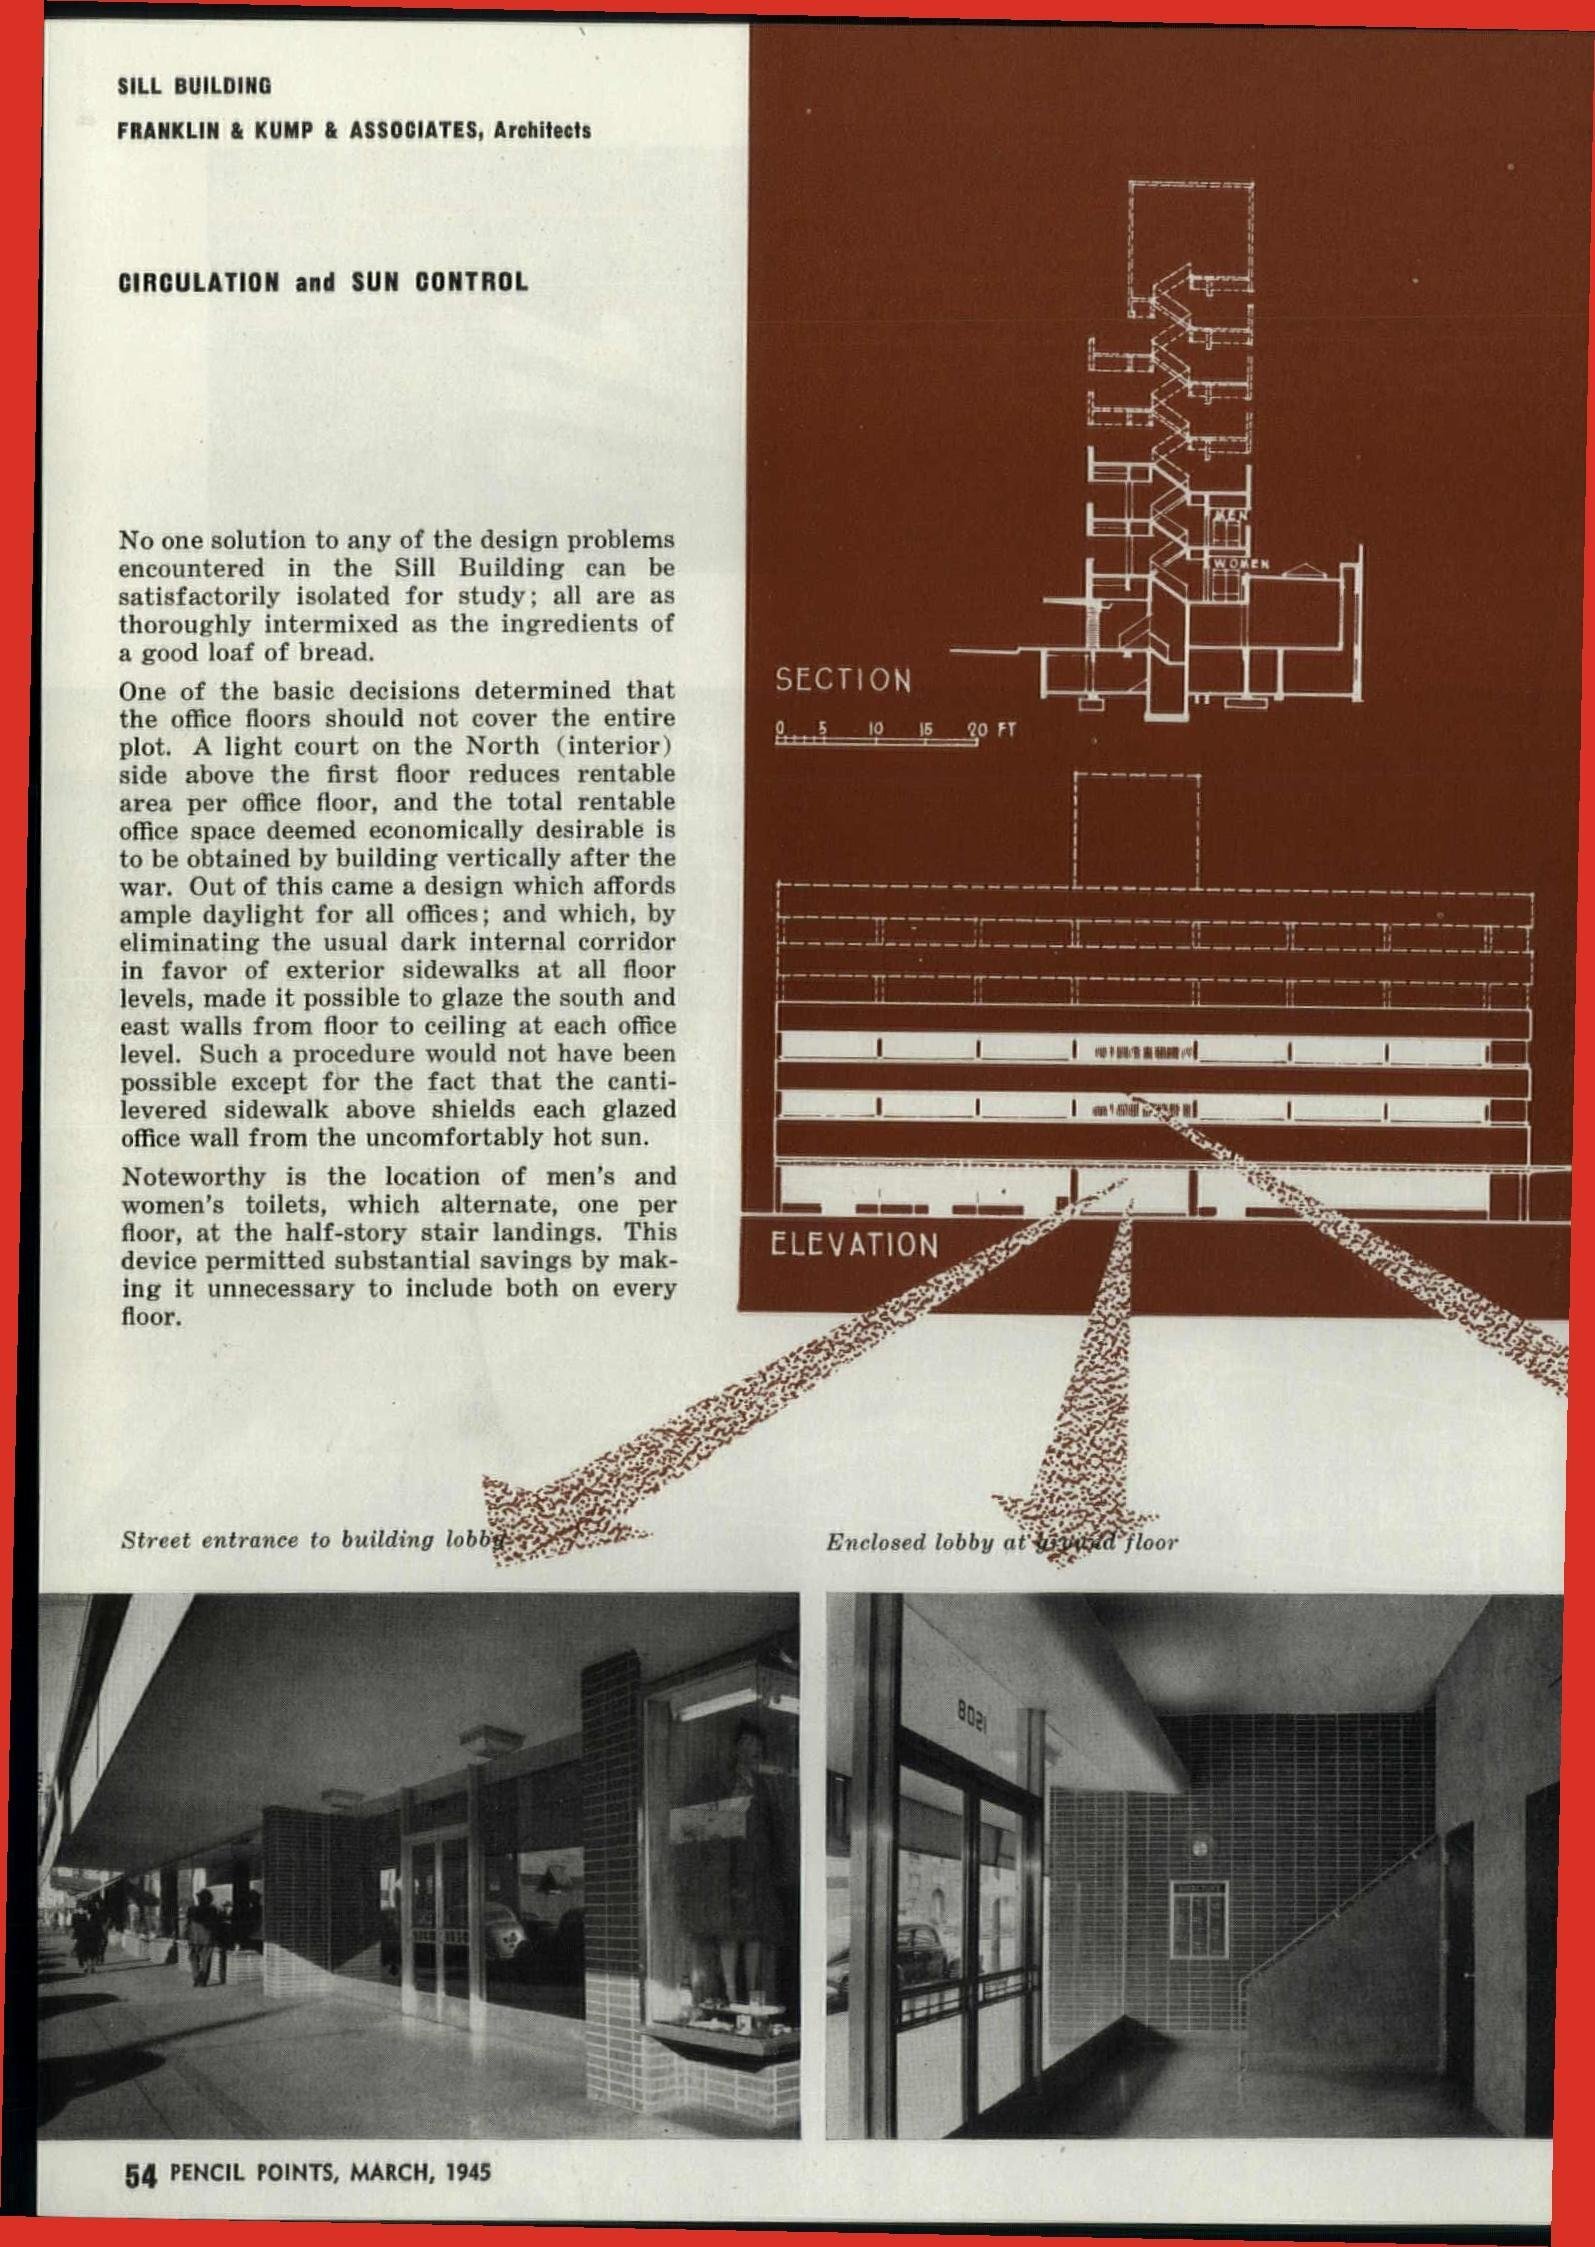 SILL BUILDING
FRANKLIN & KUMP & ASSOCIATES, Architects
CIRCULATION and SUN CONTROL
No one solution to any of the design problems
encountered in the Sill Building can be
satisfactorily isolated for study; all are as
thoroughly intermixed as the ingredients of
a good loaf of bread.
One of the basic decisions determined that
the office floors should not cover the entire
plot. A light court on the North (interior)
side above the first floor reduces rentable
area per office floor, and the total rentable
office space deemed economically desirable is
to be obtained by building vertically after the
war. Out of this came a design which affords
ample daylight for all offices; and which, by
eliminating the usual dark internal corridor
in favor of exterior sidewalks at all floor
levels, made it possible to glaze the south and
east walls from floor to ceiling at each office
level. Such a procedure would not have been
possible except for the fact that the canti-
levered sidewalk above shields each glazed
office wall from the uncomfortably hot sun.
Noteworthy is the location of men's and
women's toilets, which alternate, one per
floor, at the half-story stair landings. This
device permitted substantial savings by mak-
ing it unnecessary to include both on every
floor.
MEN
WOMEN
SECTION
0 5 10 15 20 FT
ELEVATION
Street entrance to building lobby
Enclosed lobby at ground floor
1508
DIRECTORY
54 PENCIL POINTS, MARCH, 1945